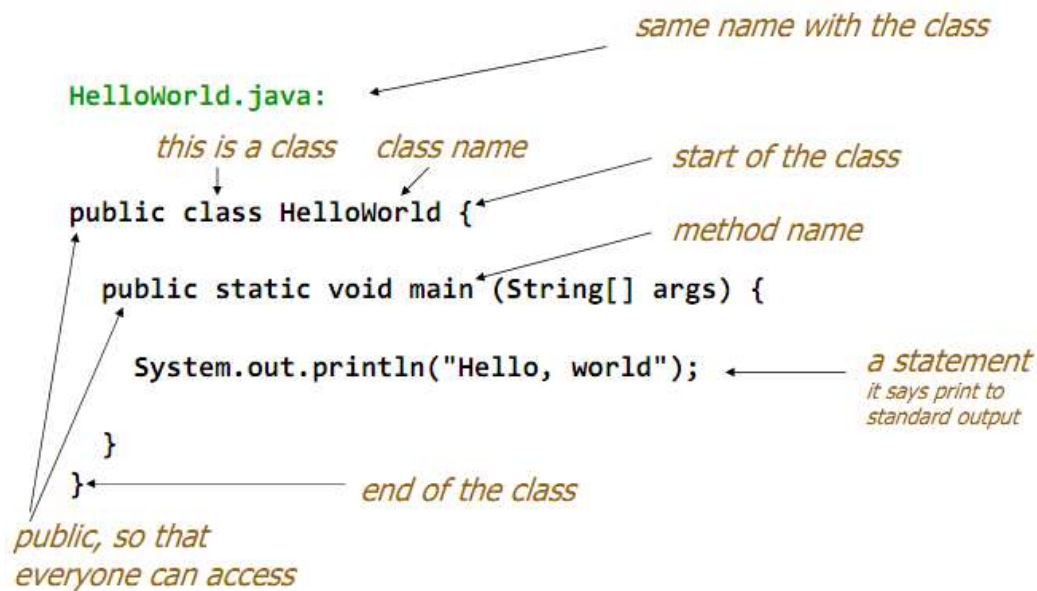 same name with the class
HelloWorld.java:
this is a class class name
start of the class
public class HelloWorld {
method name
public static void main (String[] args) {
System.out.println("Hello, world");
a statement
it says print to
standard output
}
}
end of the class
public, so that
everyone can access